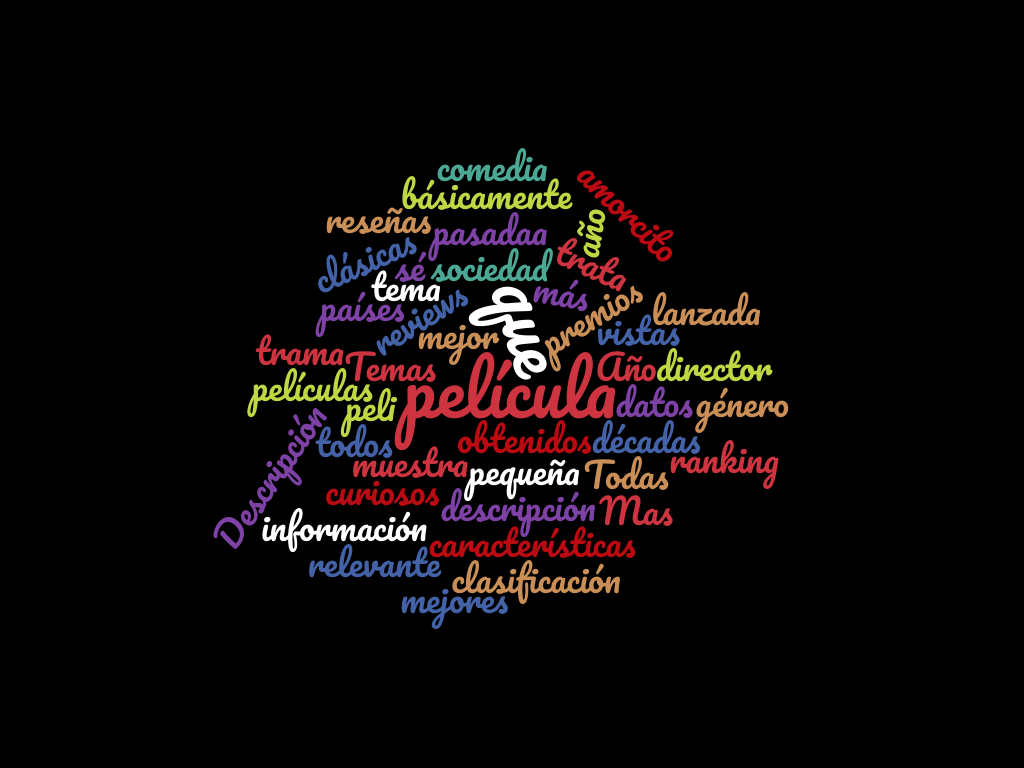 comedia
básicamente
amorcito
reseñas
pasadaa
año
clásicas
sé
sociedad
trata
tema
más
países
reviews
que
premios
lanzada
mejor
vistas
trama
Temas
Año
director
películas
peli
película
datos
género
Descripción
todos
obtenidos
décadas
muestra
pequeña
Todas
ranking
curiosos
descripción
Mas
información
características
relevante
clasificación
mejores